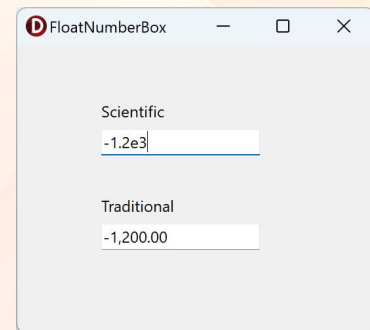 D FloatNumberBox
Scientific
-1.2e3
Traditional
-1,200.00